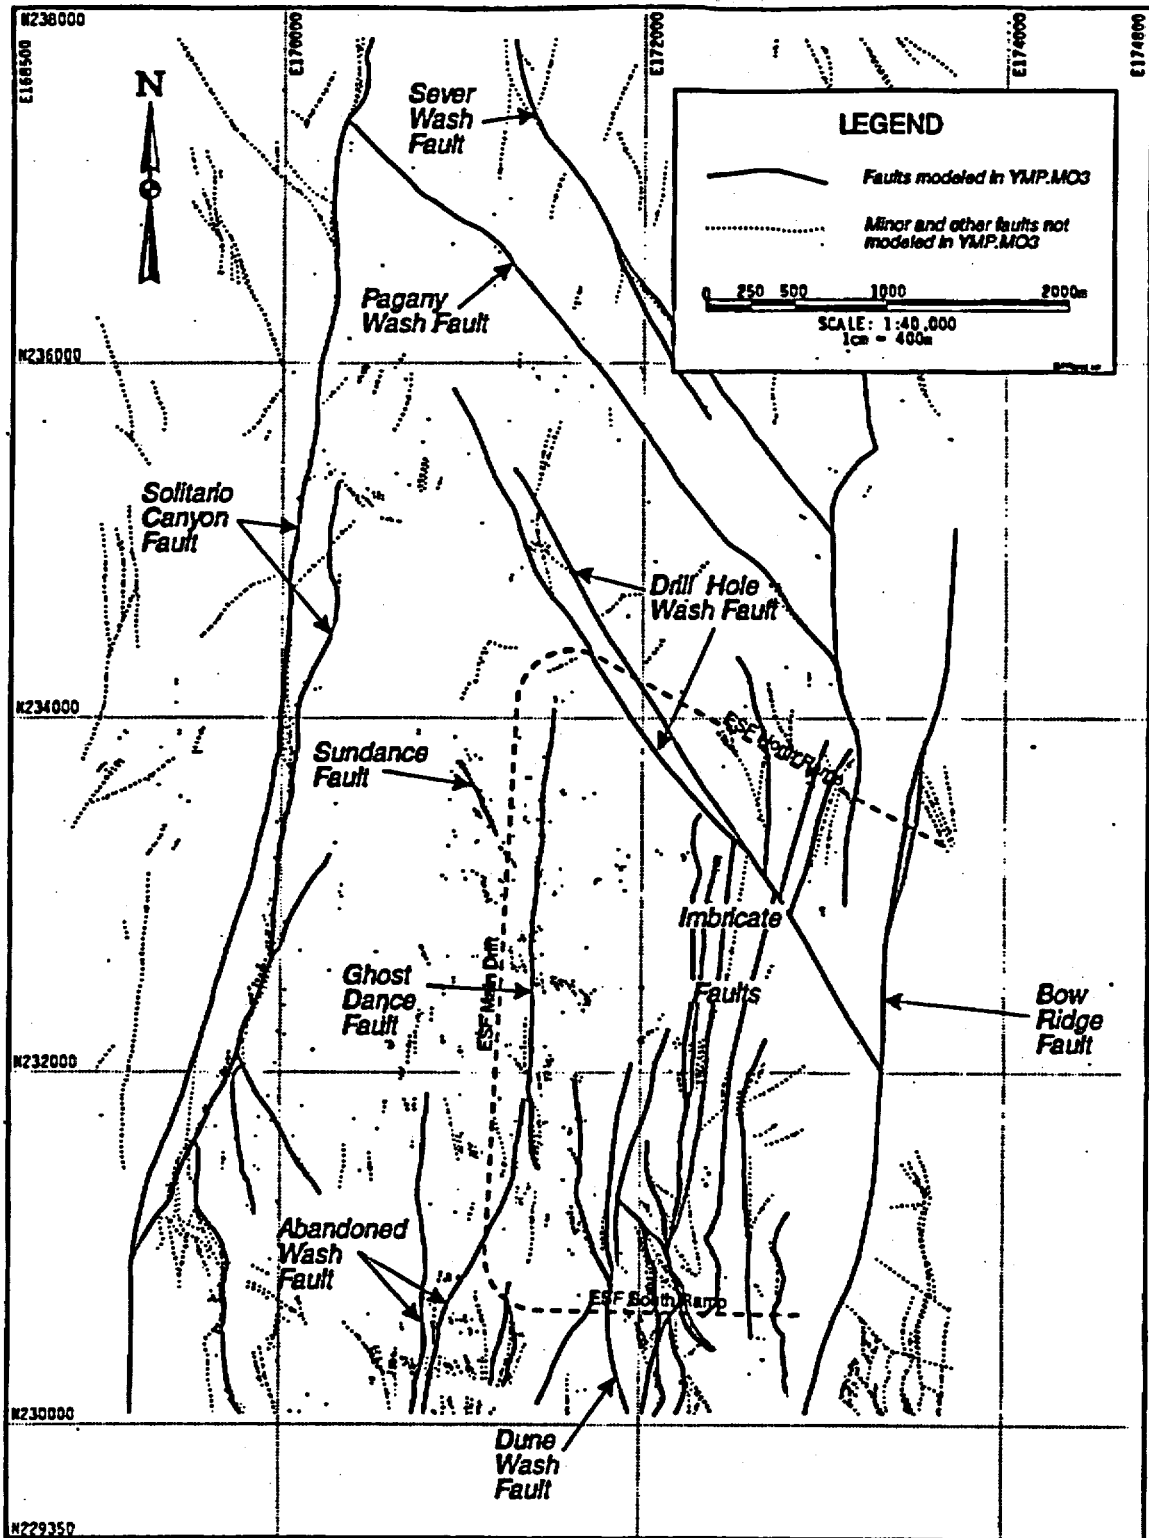 N238000
E168500
E170000
E172000
E174000
E174800
N
Sever
Wash
Fault
LEGEND
Faults modeled in YMP.MO3
Minor and other faults not
modeled in YMP.MO3
0 250 500 1000 2000m
SCALE: 1:40,000
1cm = 400m
Pagany
Wash Fault
N236000
Solitario
Canyon
Fault
Drill Hole
Wash Fault
N234000
ESF North Ramp
Sundance
Fault
Imbricate
Faults
Ghost
Dance
Fault
ESF Main Drift
Bow
Ridge
Fault
N232000
Abandoned
Wash
Fault
ESF South Ramp
N230000
Dune
Wash
Fault
N229350